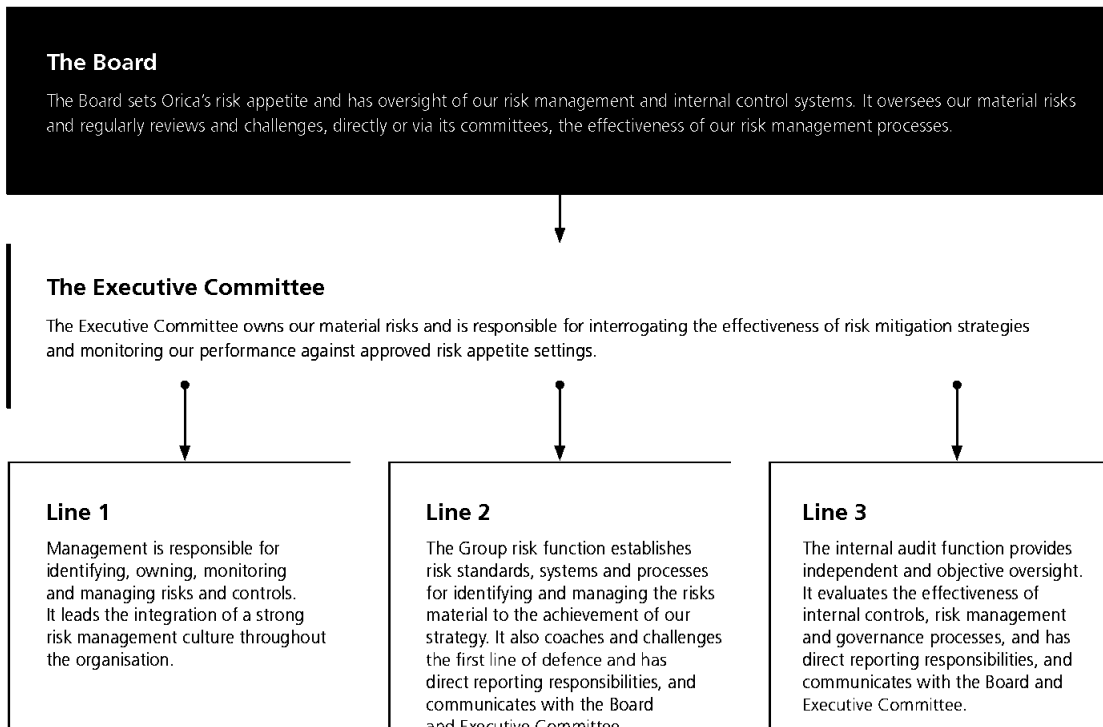 The Board
The Board sets Orica's risk appetite and has oversight of our risk management and internal control systems. It oversees our material risks
and regularly reviews and challenges, directly or via its committees, the effectiveness of our risk management processes.
The Executive Committee
The Executive Committee owns our material risks and is responsible for interrogating the effectiveness of risk mitigation strategies
and monitoring our performance against approved risk appetite settings.
Line 1
Management is responsible for
identifying, owning, monitoring
and managing risks and controls.
It leads the integration of a strong
risk management culture throughout
the organisation.
Line 2
The Group risk function establishes
risk standards, systems and processes
for identifying and managing the risks
material to the achievement of our
strategy. It also coaches and challenges
the first line of defence and has
direct reporting responsibilities, and
communicates with the Board
and Executive Committee
Line 3
The internal audit function provides
independent and objective oversight.
It evaluates the effectiveness of
internal controls, risk management
and governance processes, and has
direct reporting responsibilities, and
communicates with the Board and
Executive Committee.